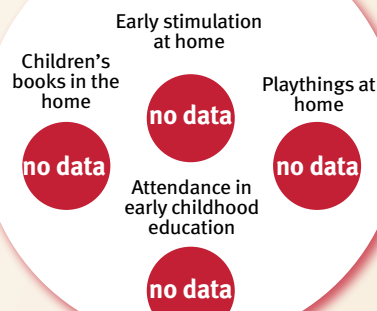 Early stimulation
at home
Children's
books in the
home
Playthings at
home
no data
no data
no data
Attendance in
early childhood
education
no data